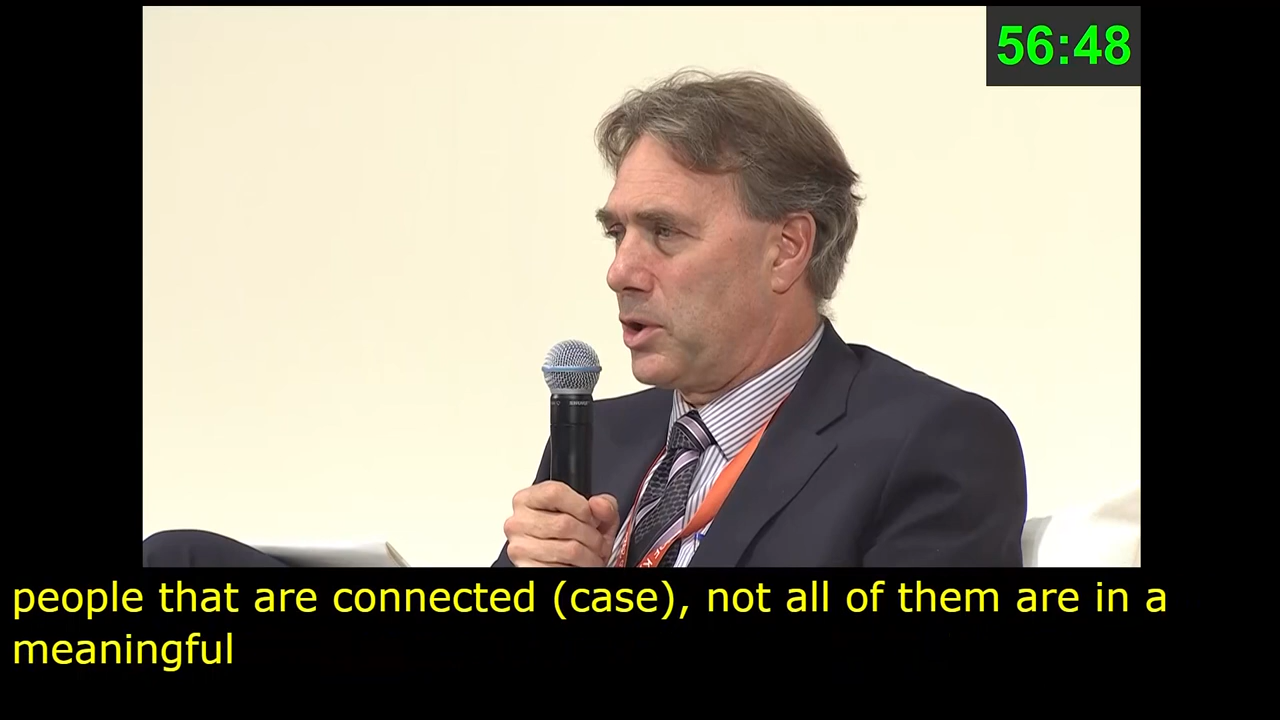 56:48
people that are connected (case), not all of them are in a
meaningful